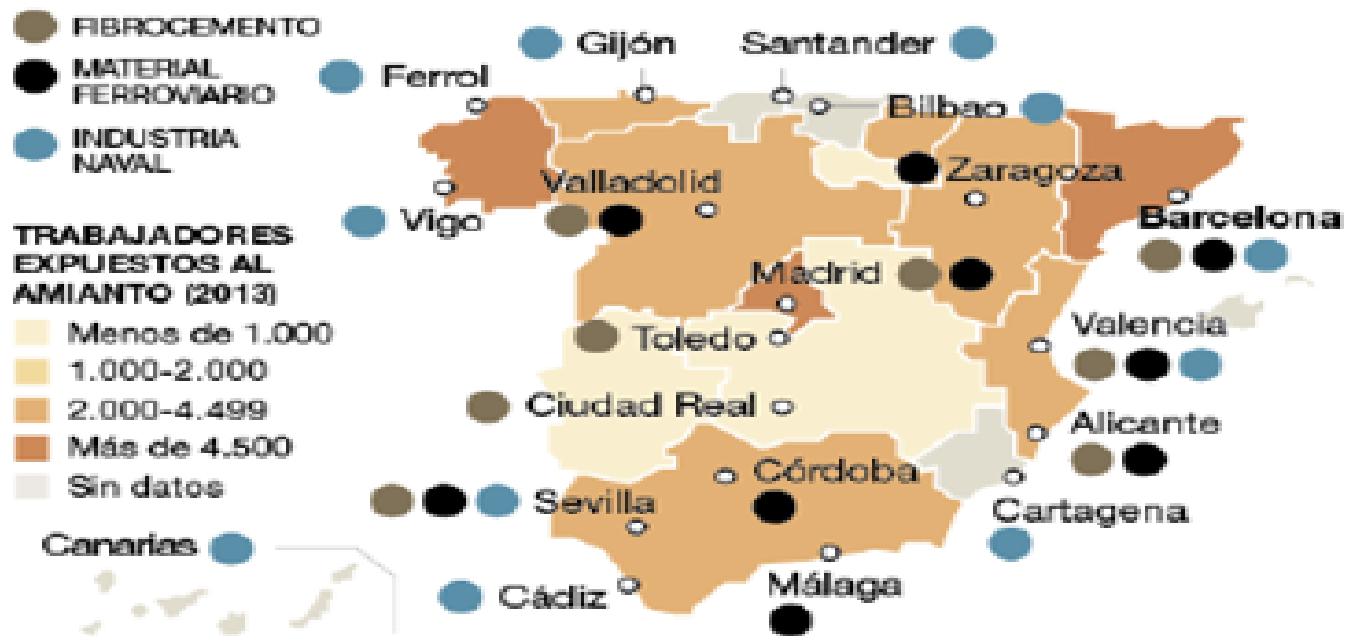 FIBROCEMENTO
MATERIAL
FERROVIARIO
INDUSTRIA
NAVAL
TRABAJADORES
EXPUESTOS AL
AMIANTO (2013)
Menos de 1.000
1.000-2.000
2.000-4.499
Más de 4.500
Sin datos
Gijón
Santander
Ferrol
Bilbao
Valladolid
Zaragoza
Vigo
Barcelona
Madrid
Valencia
Toledo
Ciudad Real
Alicante
Córdoba
Sevilla
Cartagena
Canarias
Cádiz
Málaga